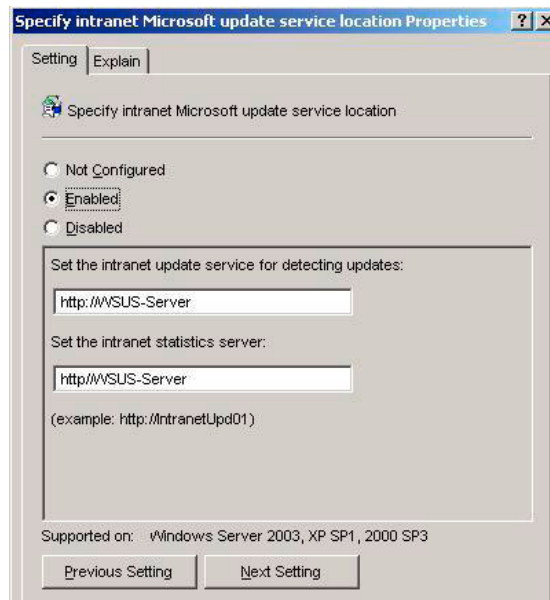 Specify intranet Microsoft update service location Properties
Setting
Explain
Specify intranet Microsoft update service location
Not Configured
Enabled
Disabled
Set the intranet update service for detecting updates:
http://WSUS-Server
Set the intranet statistics server:
http//WSUS-Server
(example: http://IntranetUpd01)
Supported on: Windows Server 2003, XP SP1, 2000 SP3
Previous Setting
Next Setting